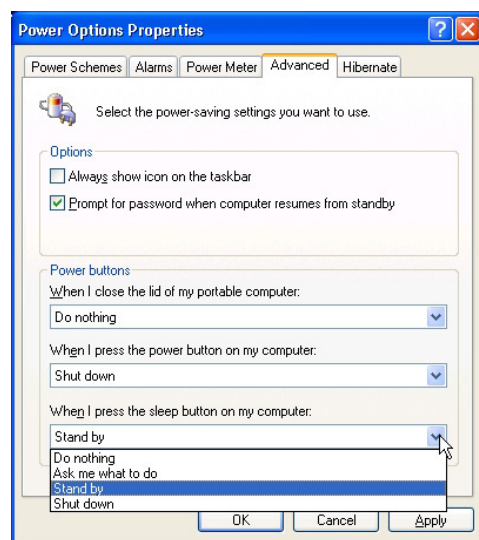 Power Options Properties
Power Schemes Alarms Power Meter Advanced Hibernate
Select the power-saving settings you want to use.
Options
Always show icon on the taskbar
Prompt for password when computer resumes from standby
Power buttons
When I close the lid of my portable computer:
Do nothing
When I press the power button on my computer:
Shut down
When I press the sleep button on my computer:
Stand by
Do nothing
Ask me what to do
Stand by
Shut down
OK Cancel Apply